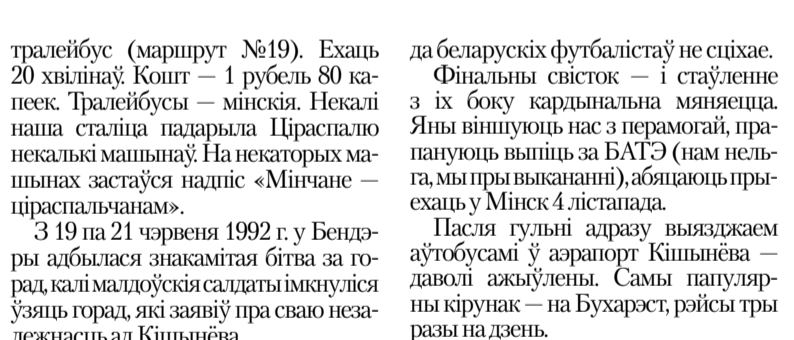 тралейбус (маршрут №19). Ехаць
20 хвілінаў. Кошт — 1 рубель 80 ка-
пеек. Тралейбусы — мінскія. Некалі
наша сталіца падарыла Ціраспалю
некалькі машынаў. На некаторых ма-
шынах застаўся надпіс «Мінчане —
ціраспальчанам».
З 19 па 21 чэрвеня 1992 г. у Бендэ-
ры адбылася знакамітая бітва за го-
рад, калі малдоўскія салдаты імкнуліся
ўзяць горад, які заявіў пра сваю неза-
лежнасць ад Кішынёва
да беларускіх футбалістаў не сціхае.
Фінальны свісток — і стаўленне
з іх боку кардынальна мяняецца.
Яны віншуюць нас з перамогай, пра-
пануюць выпіць за БАТЭ (нам нель-
га, мы пры выкананні), абяцаюць пры-
ехаць у Мінск 4 лістапада.
Пасля гульні адразу выязджаем
аўтобусамі ў аэрапорт Кішынёва —
даволі ажыўлены. Самы папуляр-
ны кірунак — на Бухарэст, рэйсы тры
разы на дзень.